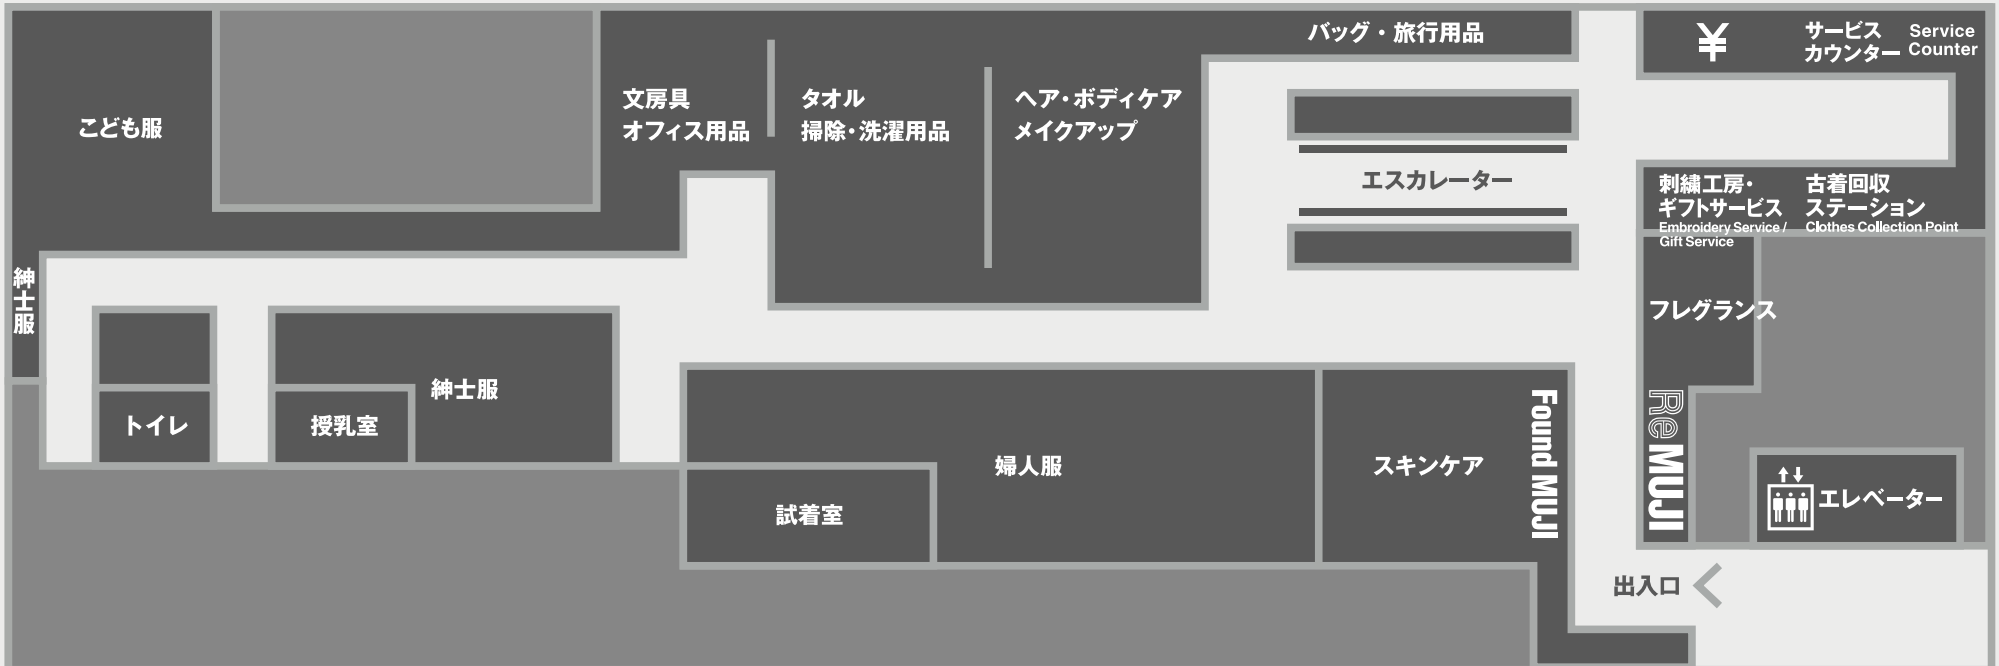 バッグ・旅行用品
¥
サービス
カウンター
Service
Counter
こども服
文房具
オフィス用品
タオル
掃除・洗濯用品
ヘア・ボディケア
メイクアップ
エスカレーター
刺繍工房・
ギフトサービス
Embroidery Service /
Gift Service
古着回収
ステーション
Clothes Collection Point
紳士服
フレグランス
トイレ
授乳室
紳士服
婦人服
試着室
スキンケア
Found MUJI
ReMUJI
エレベーター
出入口